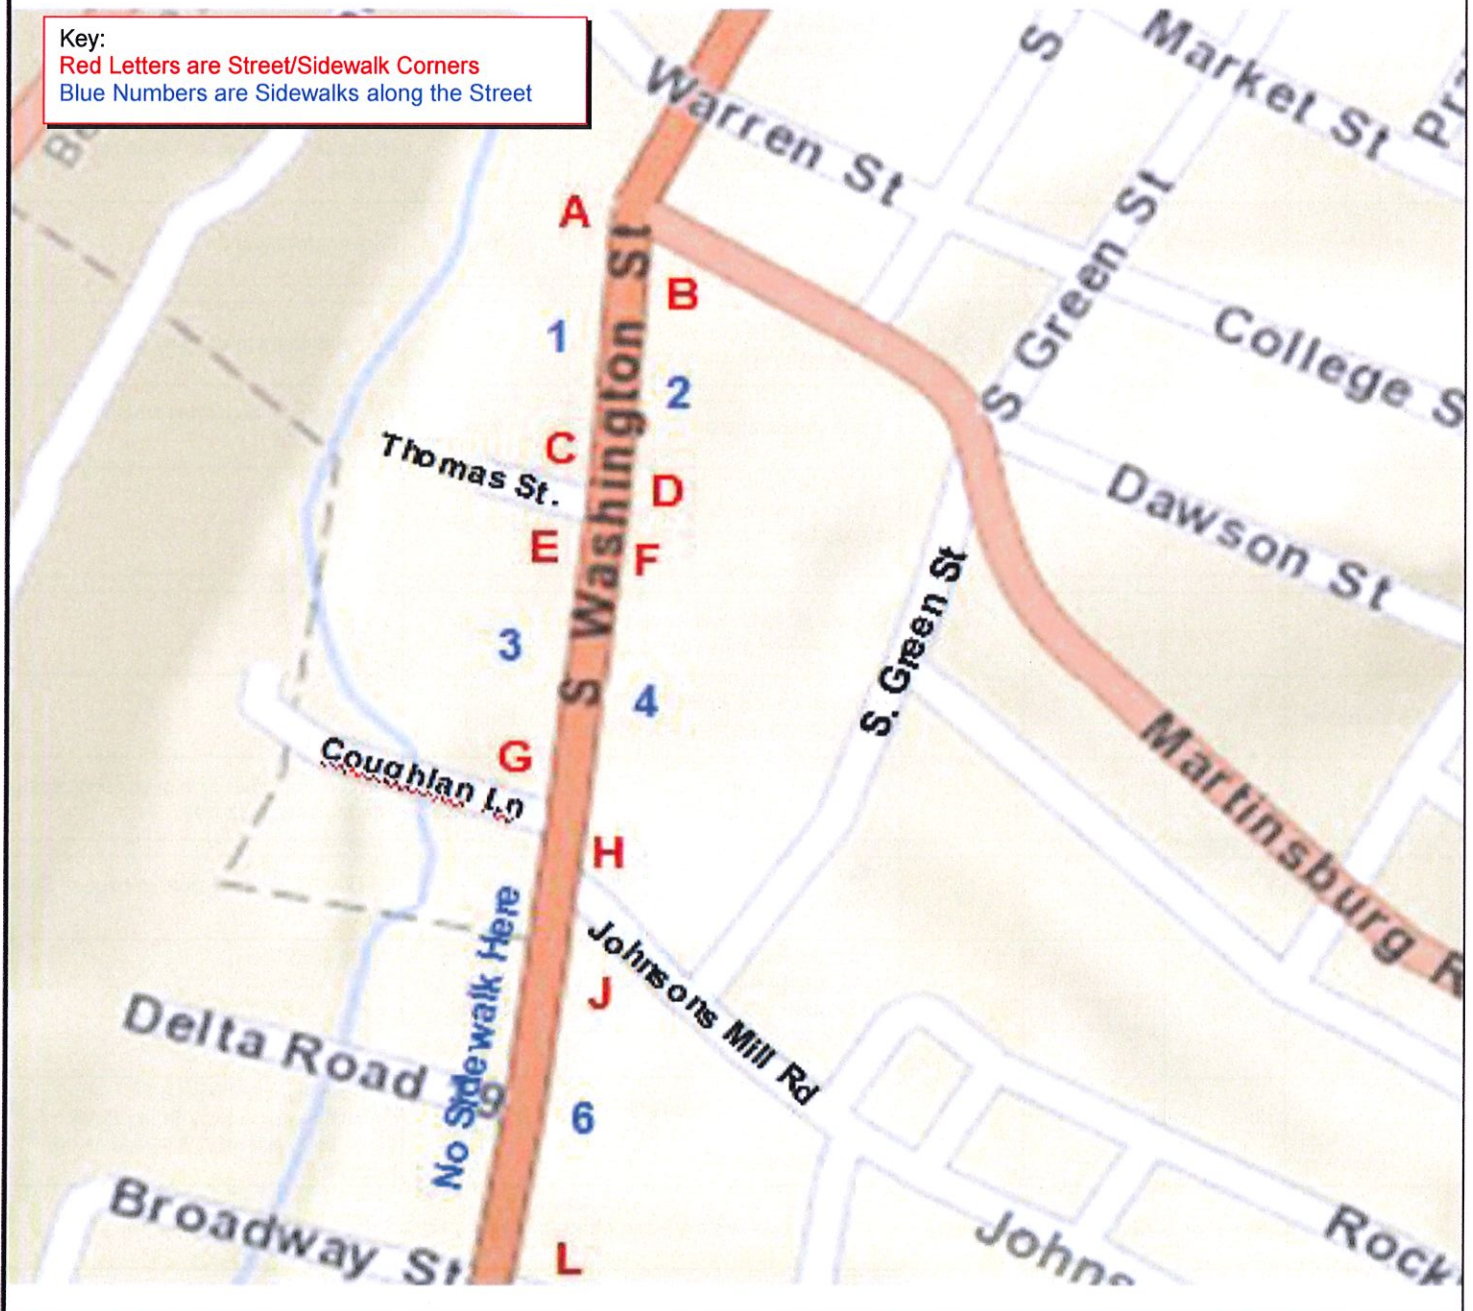 Key:
Red Letters are Street/Sidewalk Corners
Blue Numbers are Sidewalks along the Street
S
Market St
Warren St
A
B
1
2
S Green St
College S
C
Thomas St.
D
S Washington St
E
F
Dawson St
3
4
S. Green St
G
Coughlan Ln
H
Martinsburg R
No Sidewalk Here
Johnsons Mill Rd
J
Delta Road
9
6
Broadway St
L
Johns
Rock